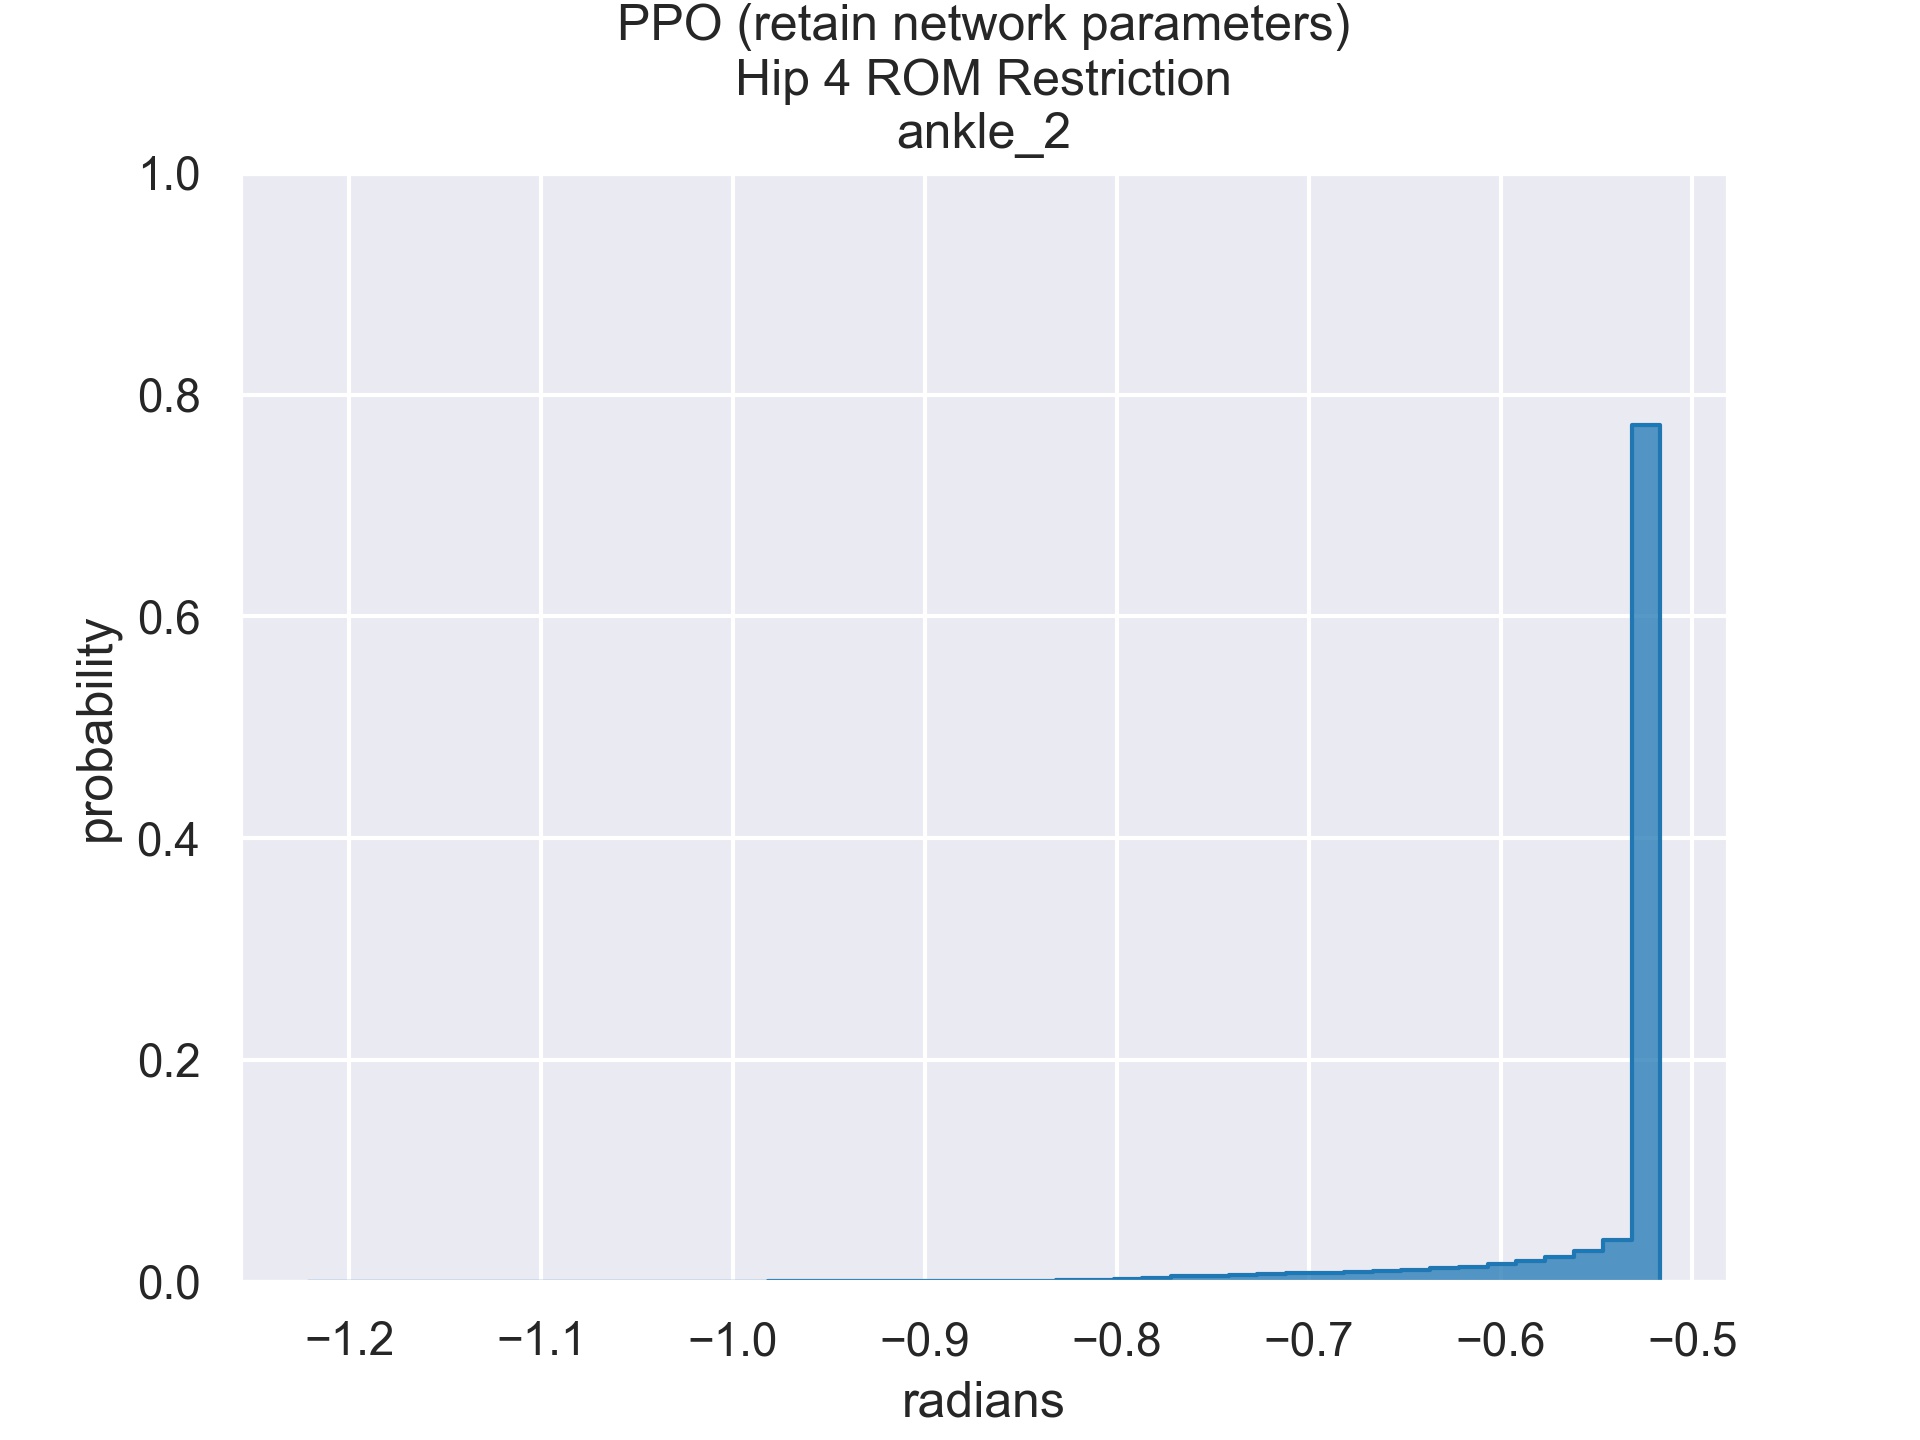 PPO (retain network parameters)
Hip 4 ROM Restriction
ankle_2
1.0
0.8
0.6
0.4
0.2
0.0
probability
−1.2 −1.1 −1.0 −0.9 −0.8 −0.7 −0.6 −0.5
radians